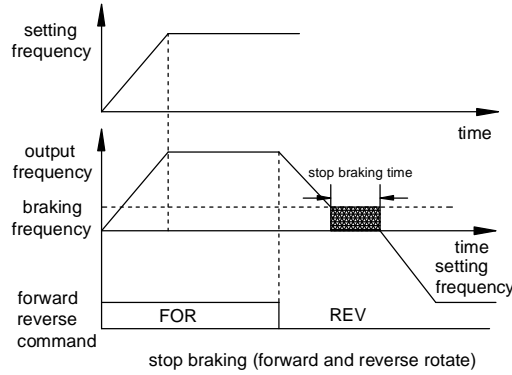 setting
frequency
time
output
frequency
stop braking time
braking
frequency
time
setting
frequency
forward
reverse
command
FOR
REV
stop braking (forward and reverse rotate)